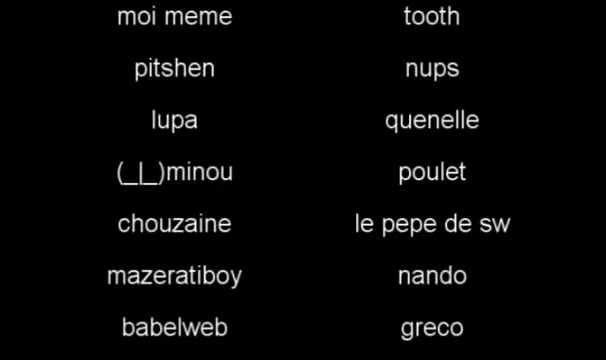 moi meme tooth
pitshen nups
lupa quenelle
(_|_)minou poulet
chouzaine le pepe de sw
mazeratiboy nando
babelweb greco